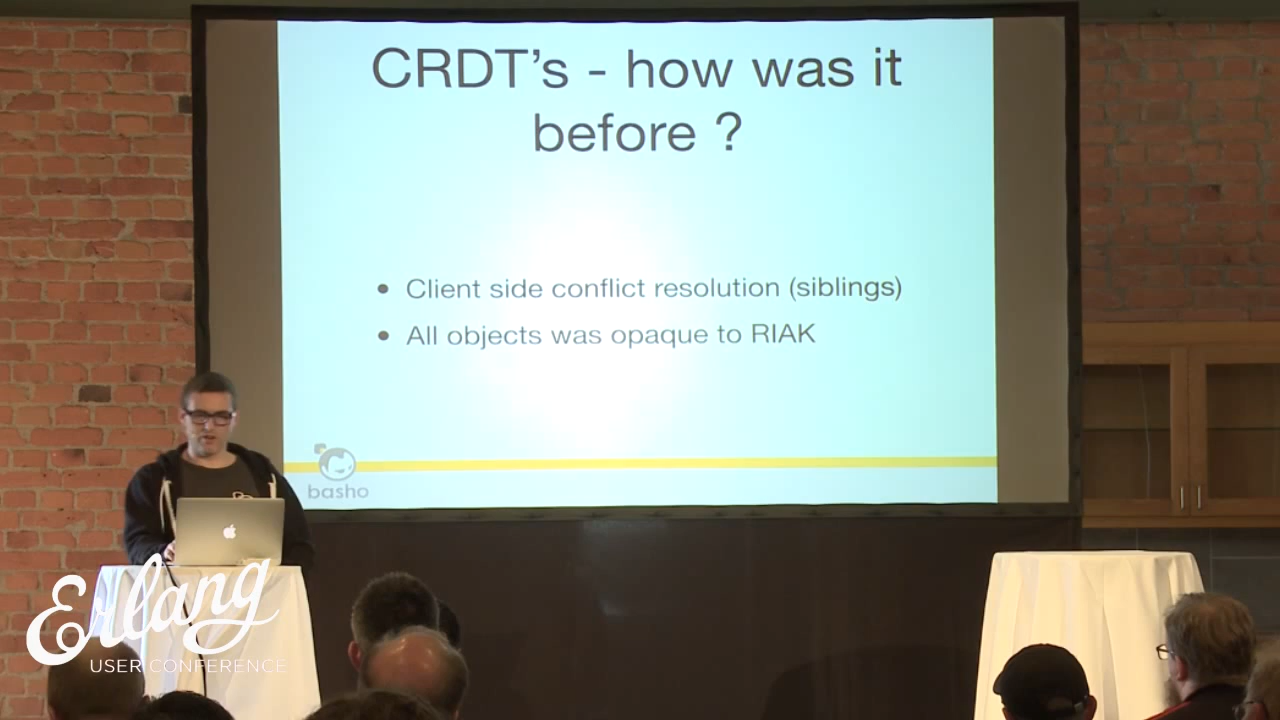 CRDT's - how was it
before ?
• Client side conflict resolution (siblings)
• All objects was opaque to RIAK
basho
Erlang
USER CONFERENCE